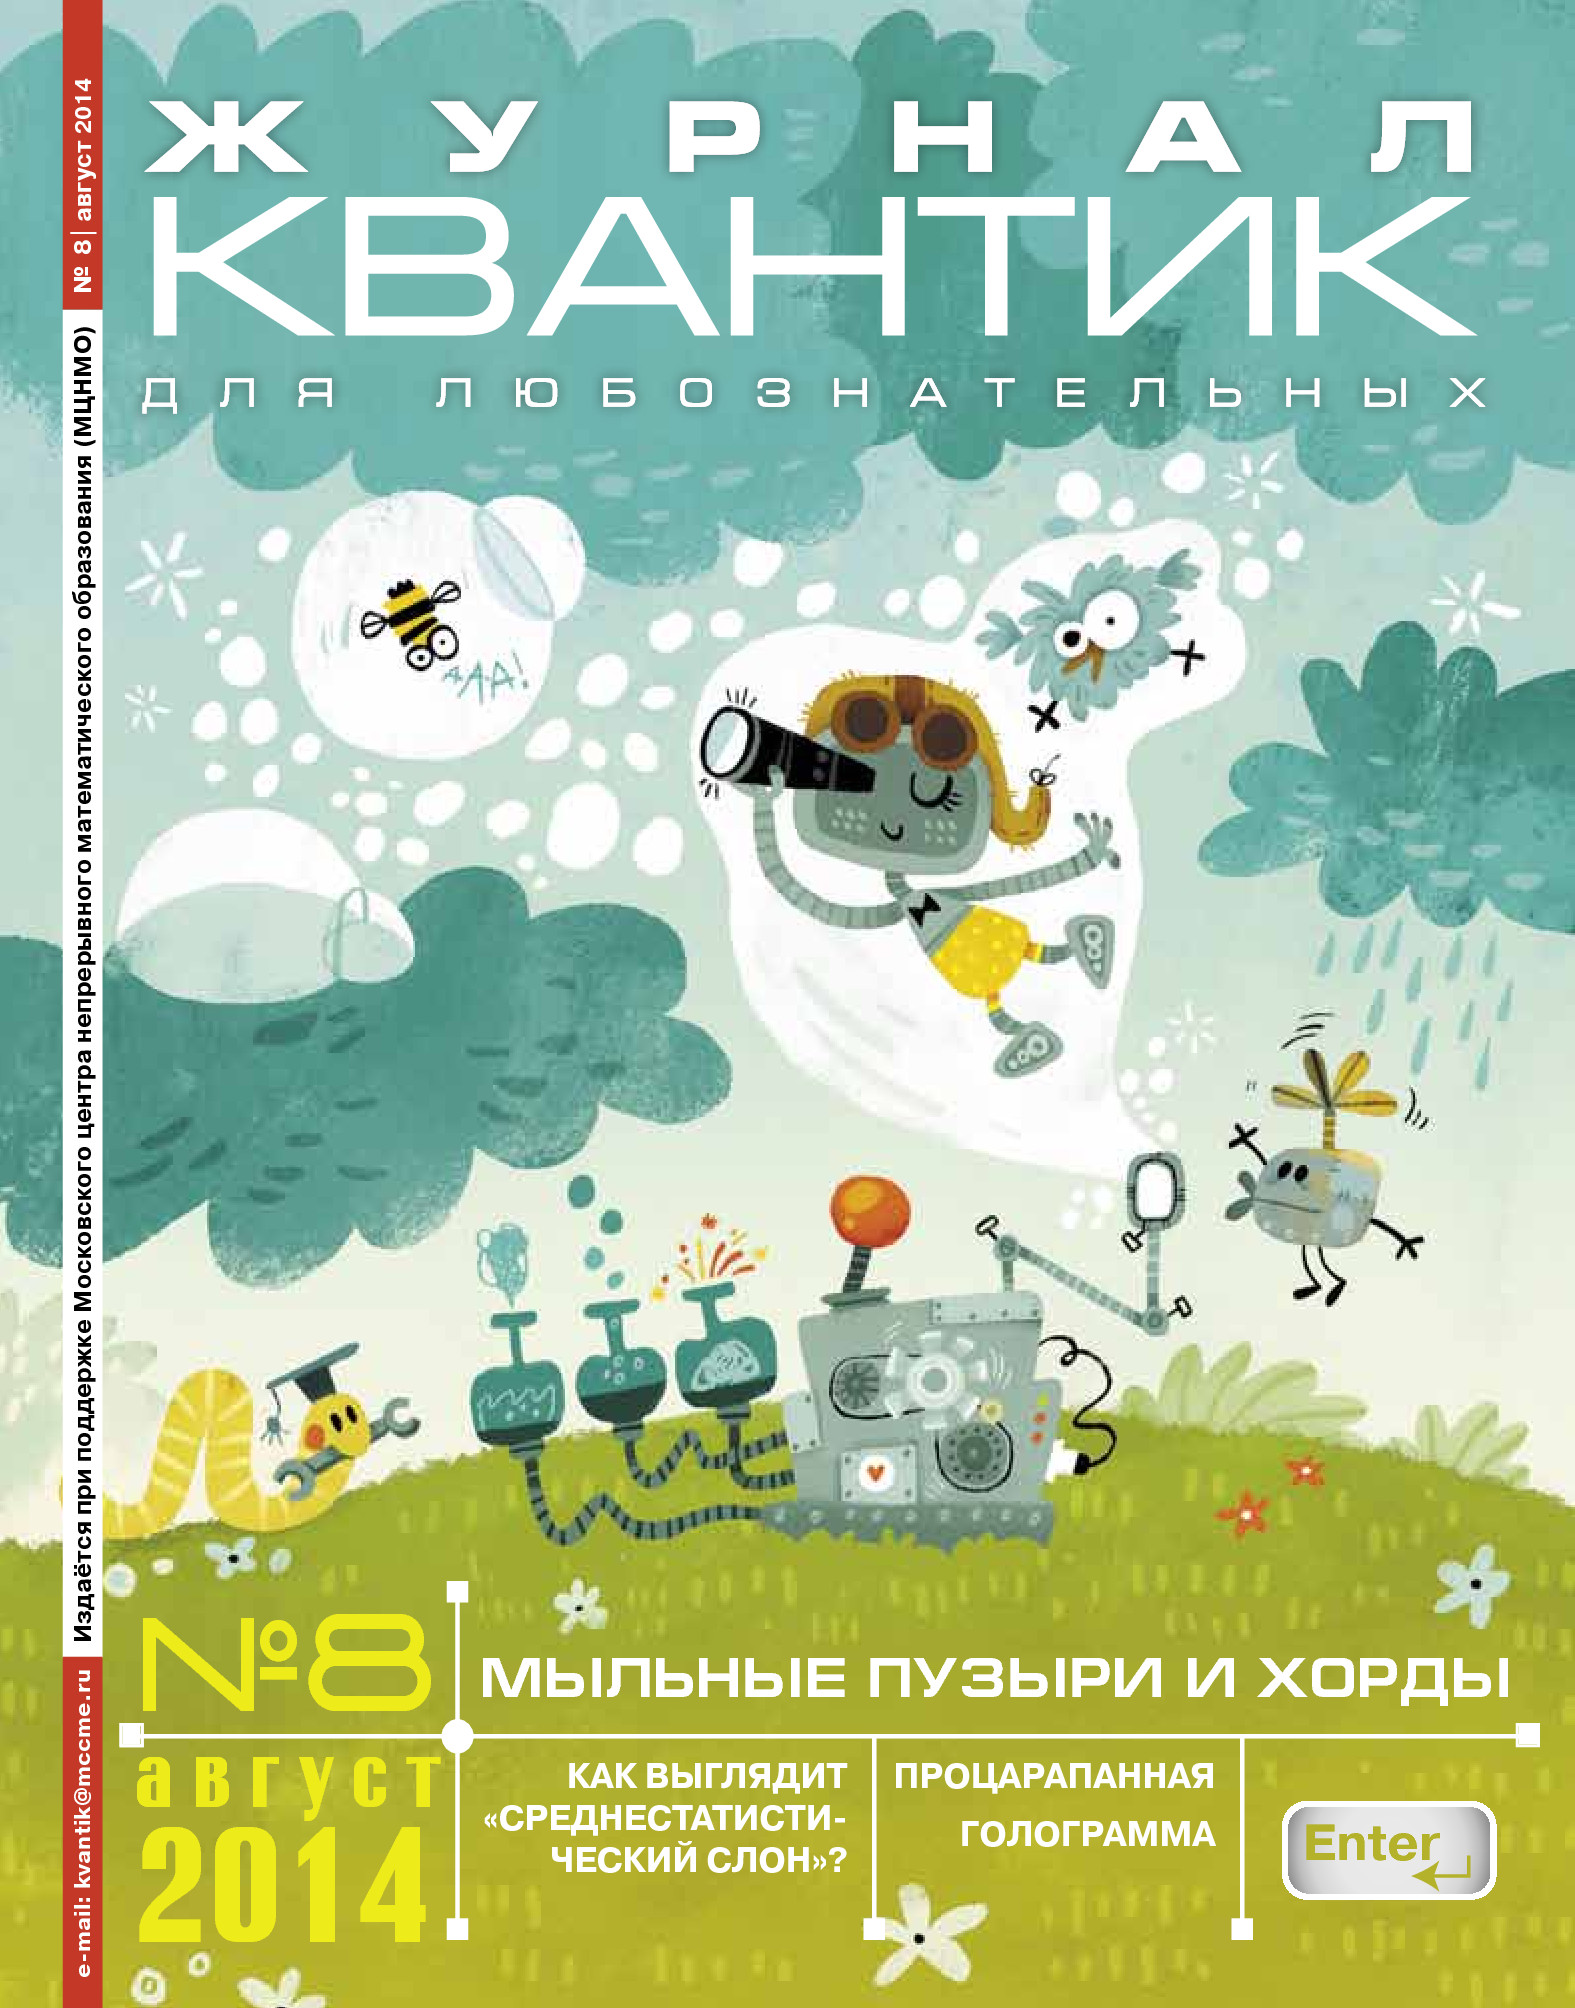 ЖУРНАЛ
КВАНТИК
ДЛЯ ЛЮБОЗНАТЕЛЬНЫХ
№ 8 | август 2014
Издаётся при поддержке Московского центра непрерывного математического образования (МЦНМО)
e-mail: kvantik@mccme.ru
АААА!
№8
август
2014
МЫЛЬНЫЕ ПУЗЫРИ И ХОРДЫ
КАК ВЫГЛЯДИТ
«СРЕДНЕСТАТИСТИ-
ЧЕСКИЙ СЛОН»?
ПРОЦАРАПАННАЯ
ГОЛОГРАММА
Enter